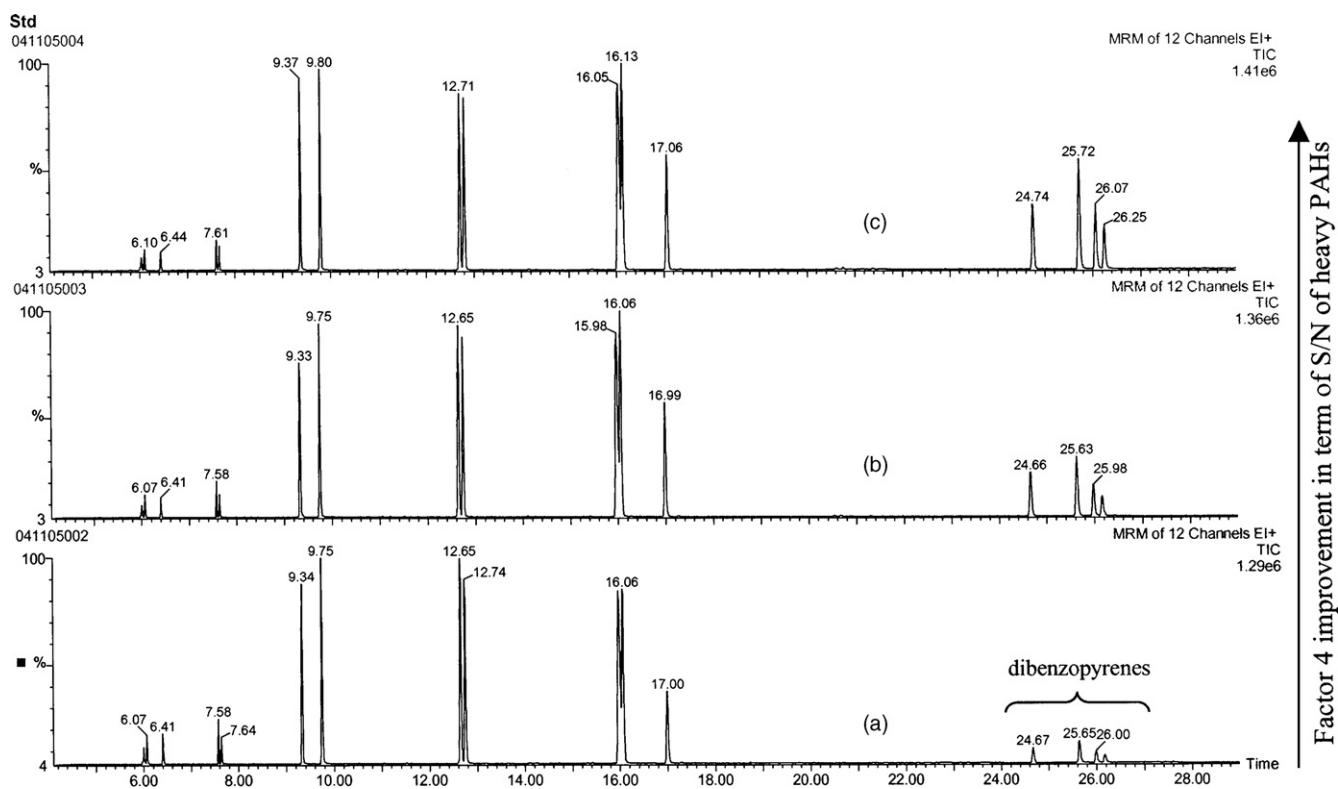 Std
041105004
MRM of 12 Channels EI+
TIC
1.41e6
100
%
3
6.10
6.44
7.61
9.37
9.80
12.71
16.05
16.13
17.06
(c)
24.74
25.72
26.07
26.25
041105003
MRM of 12 Channels EI+
TIC
1.36e6
100
%
3
6.07
6.41
7.58
9.33
9.75
12.65
15.98
16.06
16.99
(b)
24.66
25.63
25.98
041105002
MRM of 12 Channels EI+
TIC
1.29e6
100
%
4
6.07
6.41
7.58
7.64
9.34
9.75
12.65
12.74
16.06
17.00
(a)
dibenzopyrenes
24.67
25.65
26.00
Time
6.00 8.00 10.00 12.00 14.00 16.00 18.00 20.00 22.00 24.00 26.00 28.00
Factor 4 improvement in term of S/N of heavy PAHs